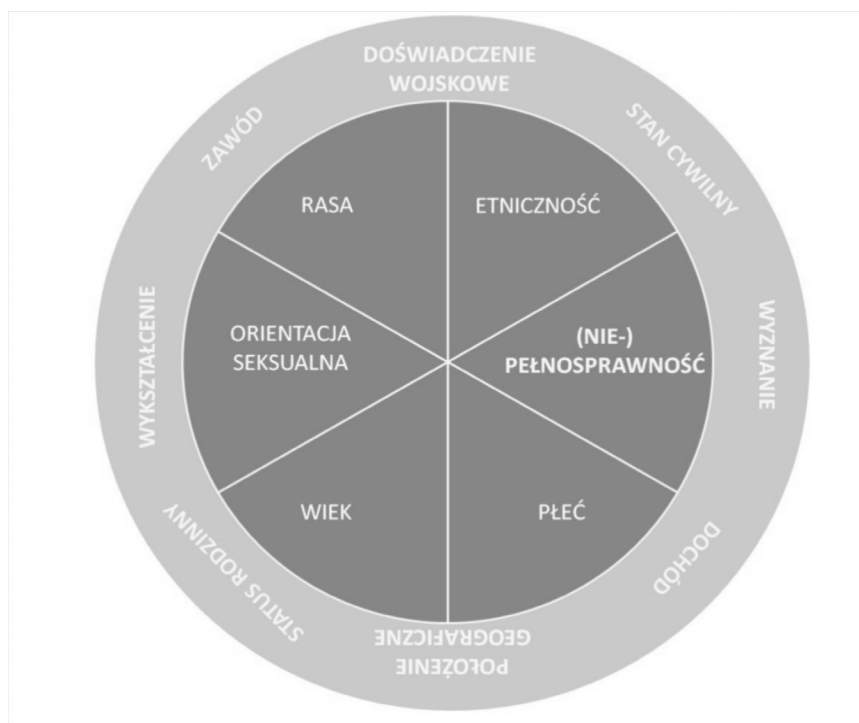 DOŚWIADCZENIE
WOJSKOWE
STAN CYWILNY
WYZNANIE
DOCHÓD
POŁOŻENIE
GEOGRAFICZNE
STATUS RODZINNY
WYKSZTAŁCENIE
ZAWÓD
RASA
ETNICZNOŚĆ
ORIENTACJA
SEKSUALNA
(NIE-)
PEŁNOSPRAWNOŚĆ
WIEK
PŁEĆ